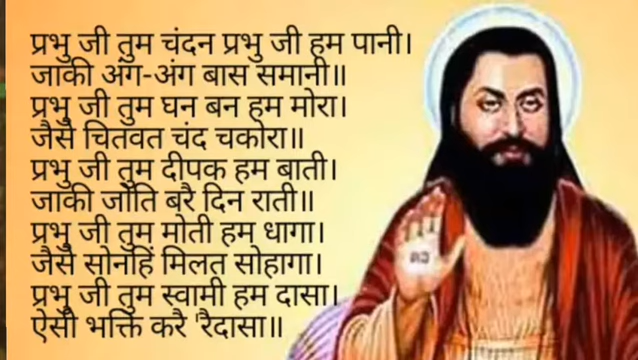 प्रभु जी तुम चंदन प्रभु जी हम पानी।
जाकी अंग-अंग बास समानी॥
प्रभु जी तुम घन बन हम मोरा।
जैसे चितवत चंद चकोरा॥
प्रभु जी तुम दीपक हम बाती।
जाकी जोति बरै दिन राती॥
प्रभु जी तुम मोती हम धागा।
जैसे सोनहिं मिलत सोहागा।
प्रभु जी तुम स्वामी हम दासा।
ऐसी भक्ति करै 'रैदासा॥